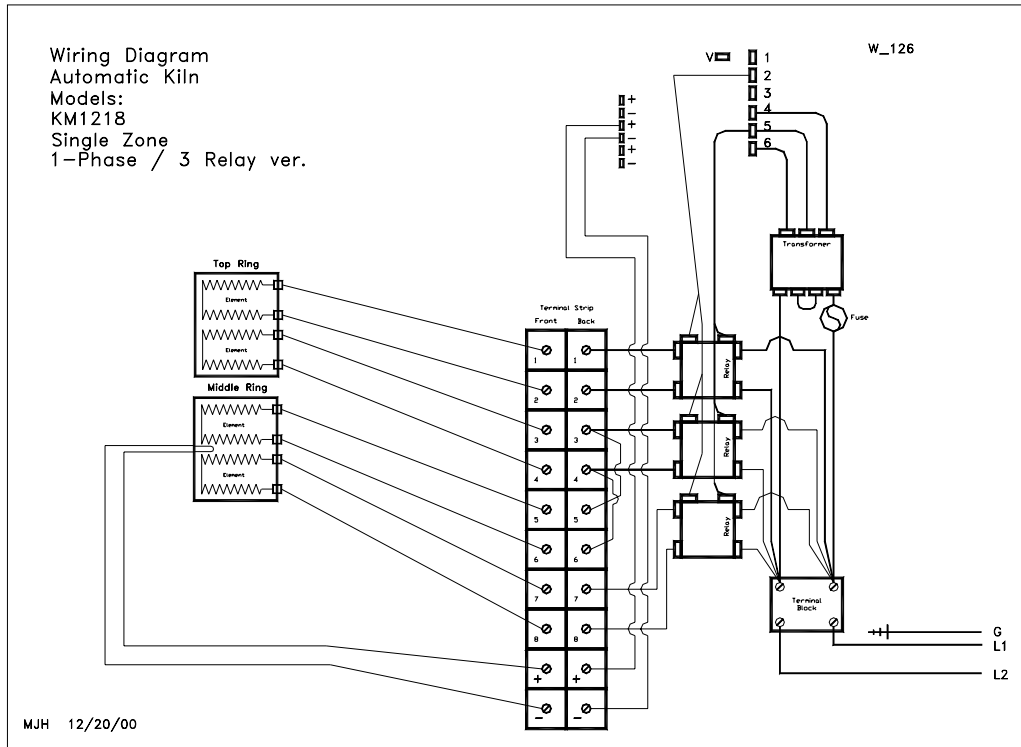 Wiring Diagram
Automatic Kiln
Models:
KM1218
Single Zone
1-Phase / 3 Relay ver.
W_126
V
1
2
3
4
5
6
+
-
+
-
+
-
Transformer
Fuse
Top Ring
Element
Element
Middle Ring
Element
Element
Terminal Strip
Front Back
1 1
2 2
3 3
4 4
5 5
6 6
7 7
8 8
+ +
- -
Relay
Relay
Relay
Terminal
Block
G
L1
L2
MJH 12/20/00